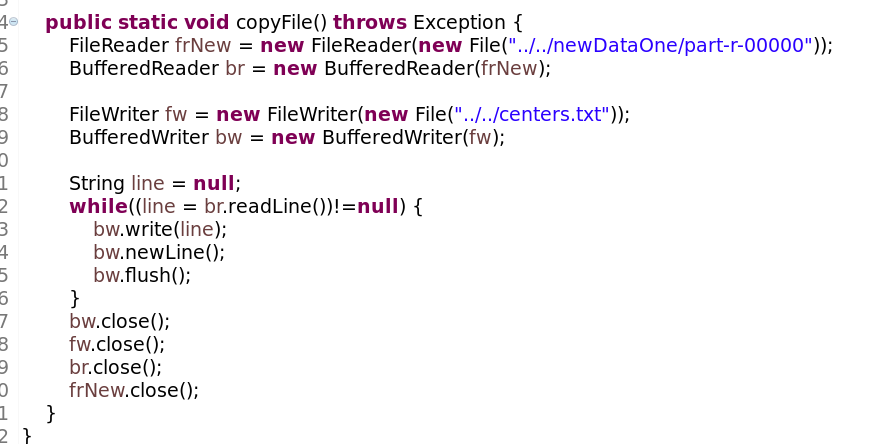 4 public static void copyFile() throws Exception {
5 FileReader frNew = new FileReader(new File("../../newDataOne/part-r-00000"));
6 BufferedReader br = new BufferedReader(frNew);
7
8 FileWriter fw = new FileWriter(new File("../../centers.txt"));
9 BufferedWriter bw = new BufferedWriter(fw);
0
1 String line = null;
2 while((line = br.readLine())!=null) {
3 bw.write(line);
4 bw.newLine();
5 bw.flush();
6 }
7 bw.close();
8 fw.close();
9 br.close();
0 frNew.close();
1 }
2 }